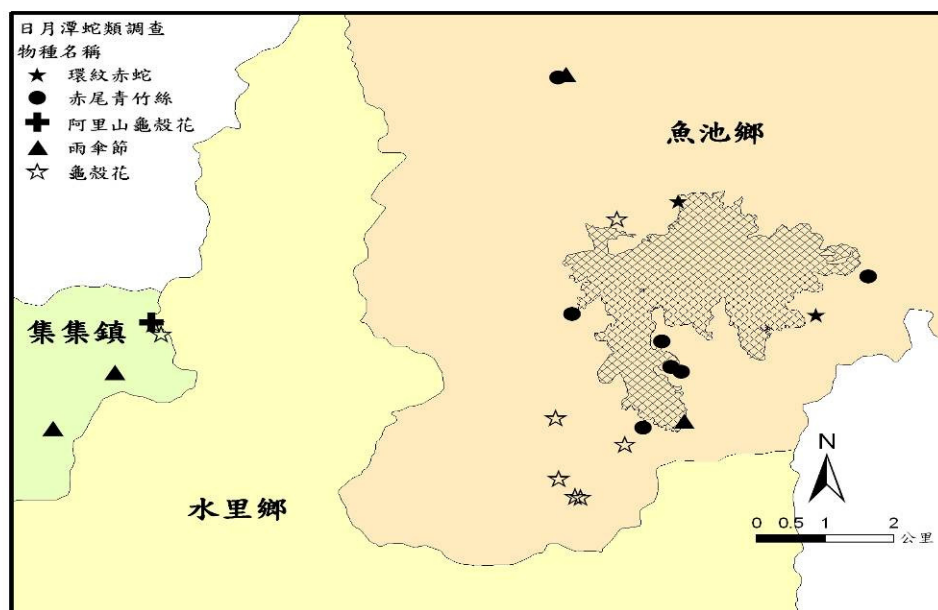 日月潭蛇類調查
物種名稱
環紋赤蛇
赤尾青竹絲
阿里山龜殼花
雨傘節
龜殼花
魚池鄉
集集鎮
水里鄉
N
0 0.5 1 2
公里